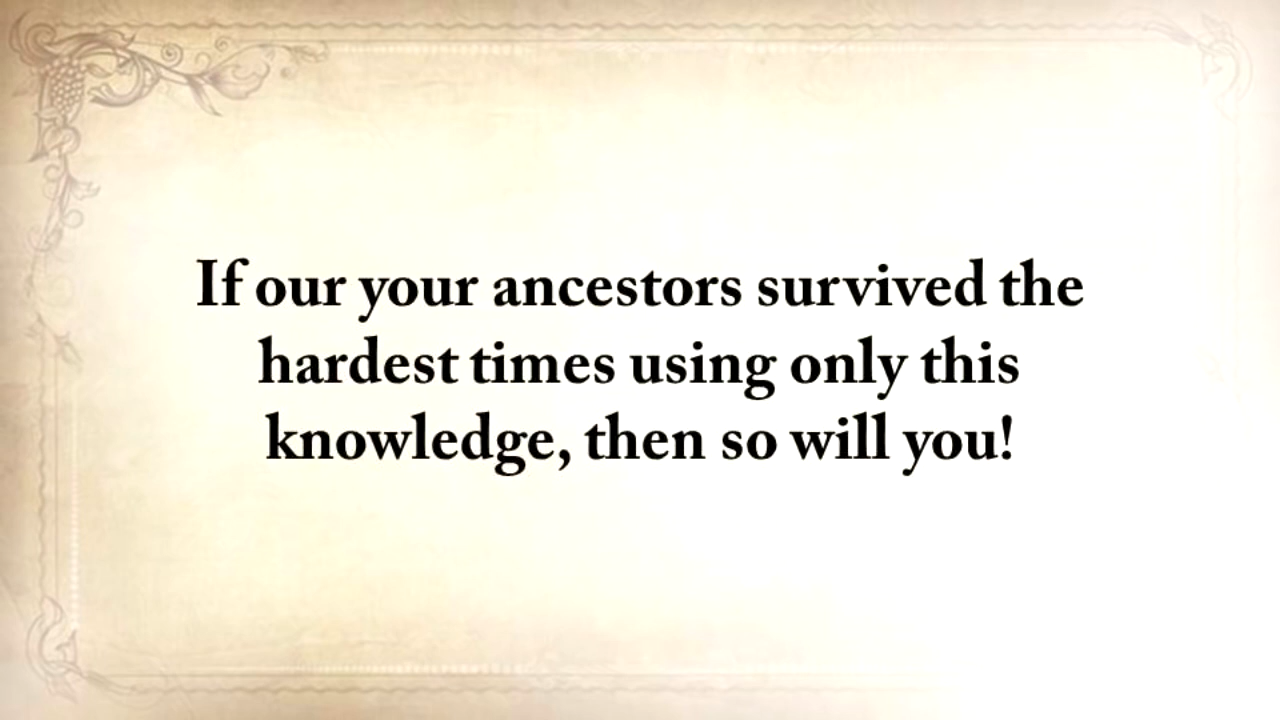 If our your ancestors survived the
hardest times using only this
knowledge, then so will you!